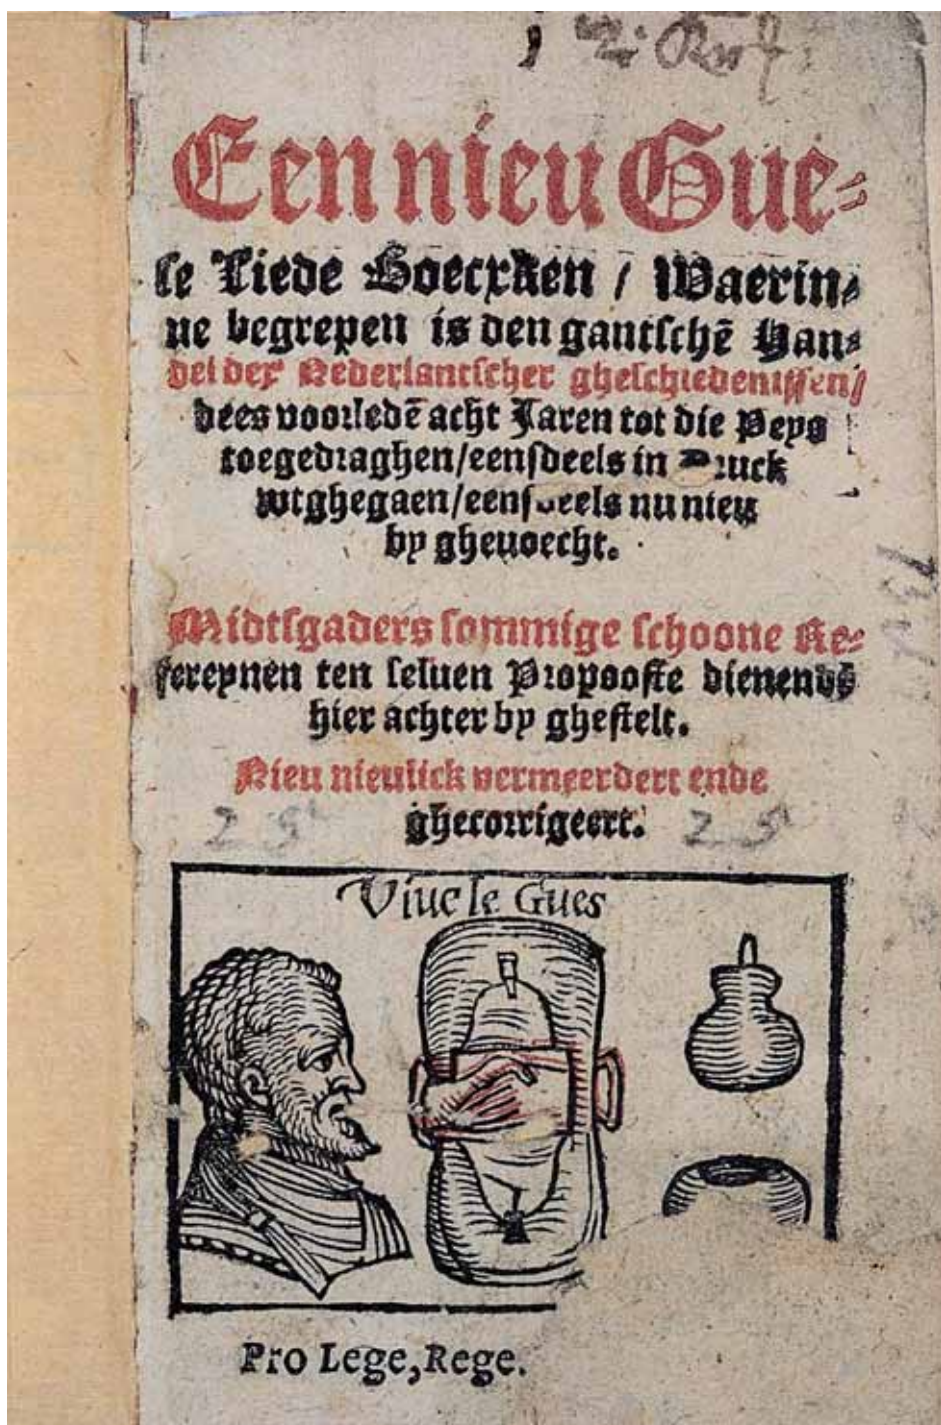 Een nieu Gue-
se Liede Boecxken / Waerin-
ne begrepen is den gantschē Han-
del der Nederlantscher gheschiedenissen/
dees voorledē acht Jaren tot die Peys
toegedraghen/eensdeels in Druck
wtghegaen/eensdeels nu nieu
by gheuoecht.
Midtsgaders sommige schoone Re-
fereynen ten seluen Propooste dienende
hier achter by ghestelt.
Nieu nieulick vermeerdert ende
ghecorrigeert.
25 25
Viue le Gues
Pro Lege, Rege.